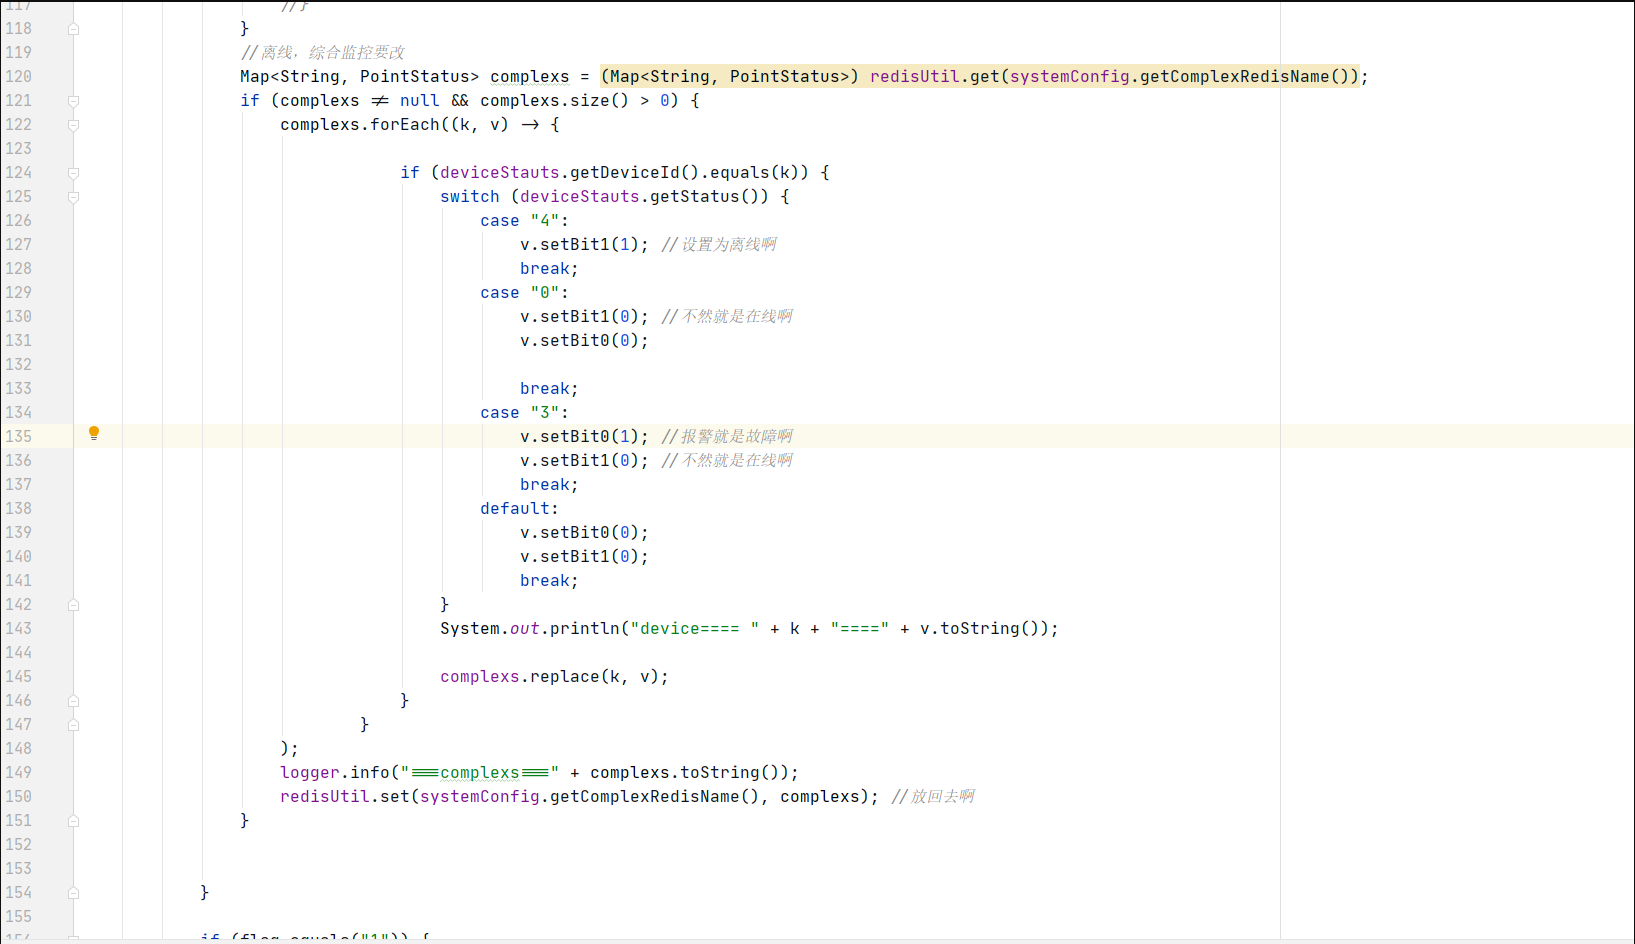 117 //}
118 }
119 //离线，综合监控要改
120 Map<String, PointStatus> complexs = (Map<String, PointStatus>) redisUtil.get(systemConfig.getComplexRedisName());
121 if (complexs != null && complexs.size() > 0) {
122 complexs.forEach((k, v) -> {
123
124 if (deviceStauts.getDeviceId().equals(k)) {
125 switch (deviceStauts.getStatus()) {
126 case "4":
127 v.setBit1(1); //设置为离线啊
128 break;
129 case "0":
130 v.setBit1(0); //不然就是在线啊
131 v.setBit0(0);
132
133 break;
134 case "3":
135 v.setBit0(1); //报警就是故障啊
136 v.setBit1(0); //不然就是在线啊
137 break;
138 default:
139 v.setBit0(0);
140 v.setBit1(0);
141 break;
142 }
143 System.out.println("device==== " + k + "====" + v.toString());
144
145 complexs.replace(k, v);
146 }
147 }
148 );
149 logger.info("===complexs===" + complexs.toString());
150 redisUtil.set(systemConfig.getComplexRedisName(), complexs); //放回去啊
151 }
152
153
154 }
155
if (flag.equals("1")) {